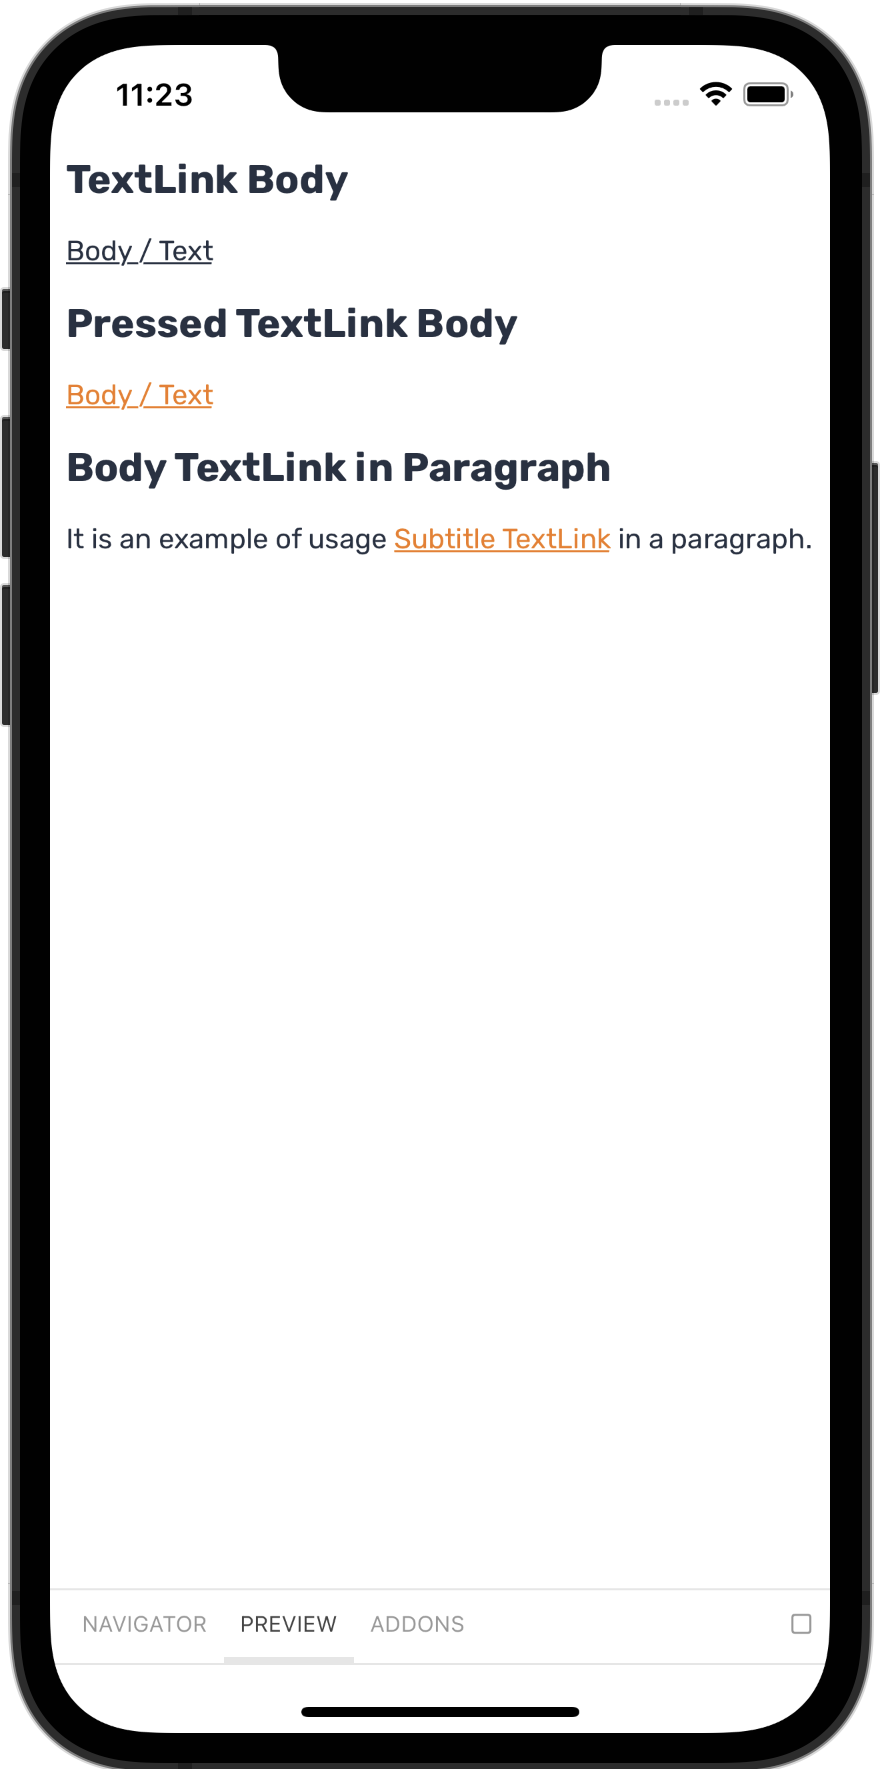 11:23
TextLink Body
Body / Text
Pressed TextLink Body
Body / Text
Body TextLink in Paragraph
It is an example of usage Subtitle TextLink in a paragraph.
NAVIGATOR PREVIEW ADDONS